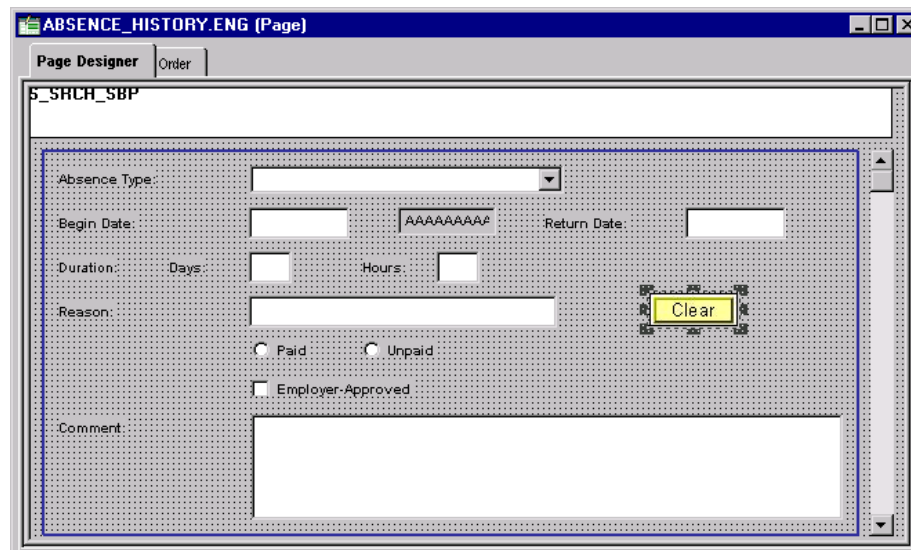 ABSENCE_HISTORY.ENG (Page)
Page Designer Order
S_SRCH_SBP
Absence Type:
Begin Date: AAAAAAAAA Return Date:
Duration: Days: Hours:
Reason: Clear
Paid Unpaid
Employer-Approved
Comment: